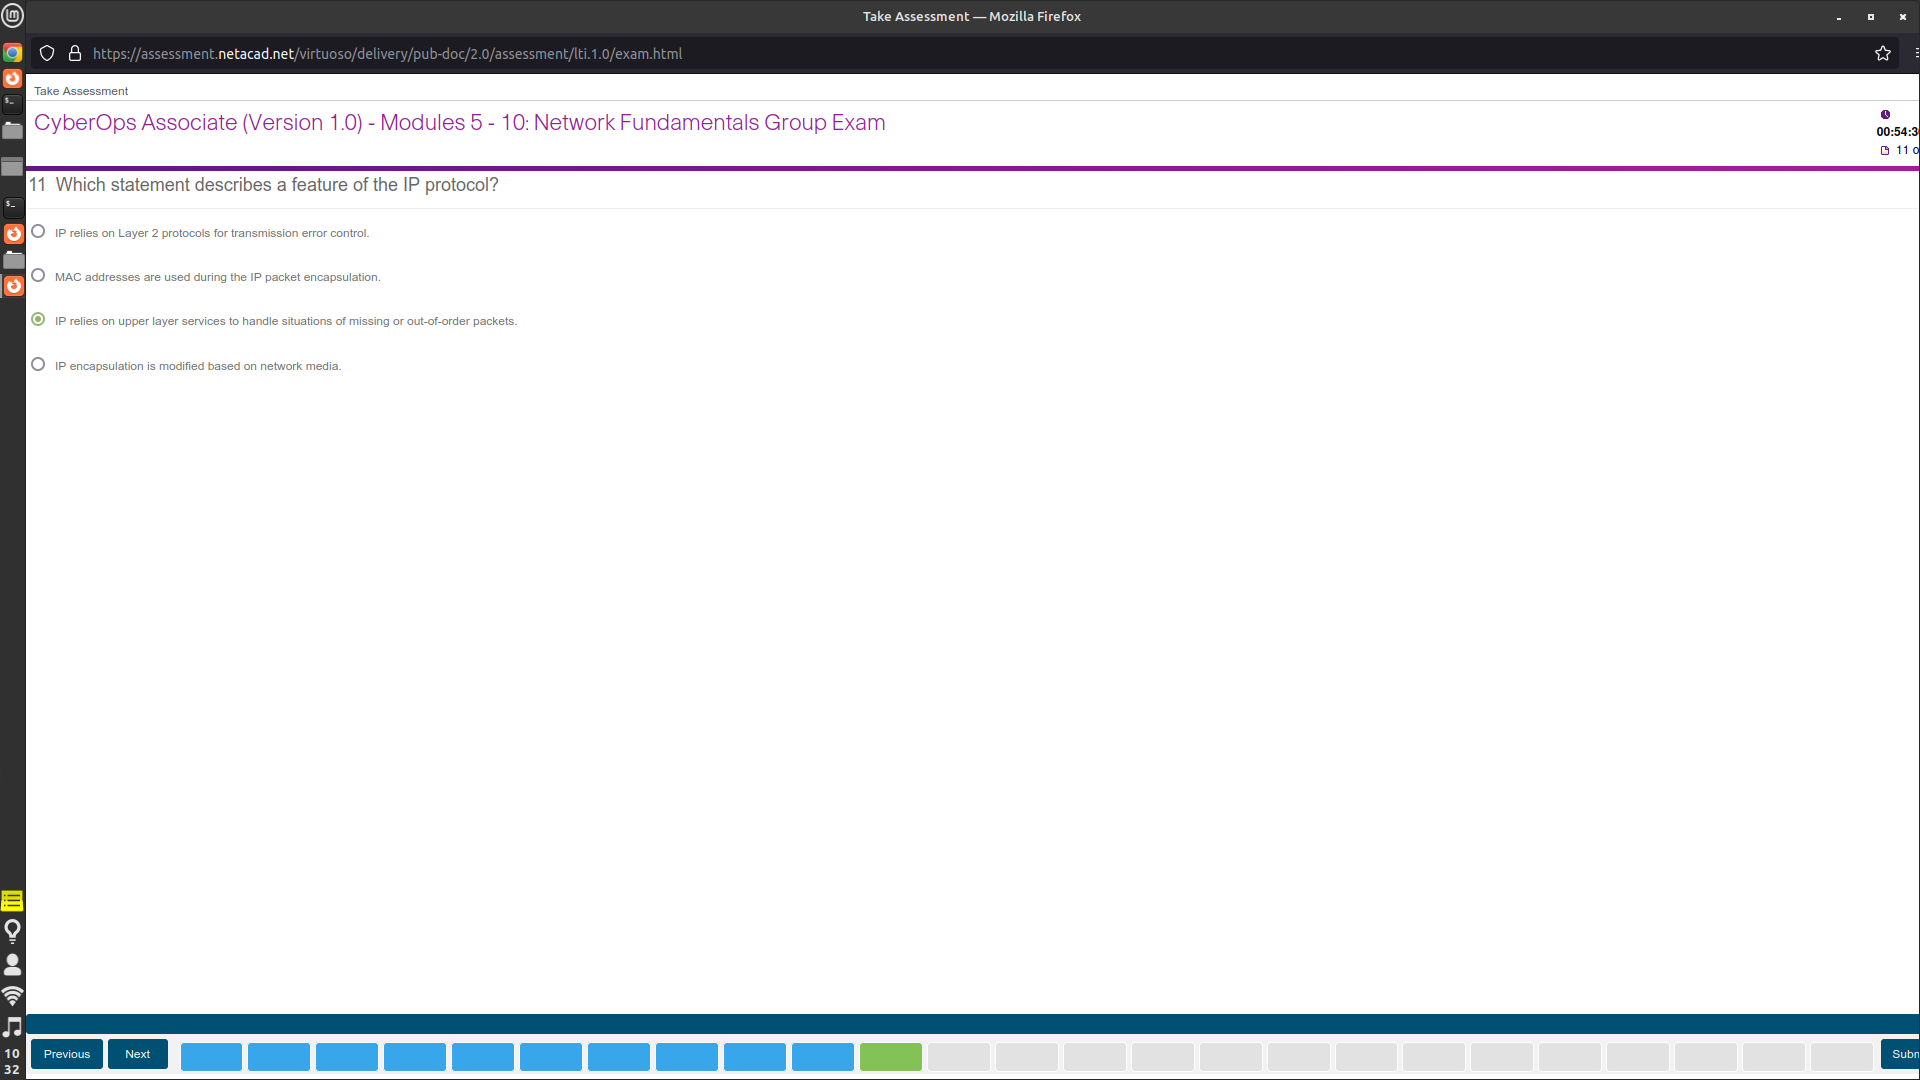 Take Assessment — Mozilla Firefox
https://assessment.netacad.net/virtuoso/delivery/pub-doc/2.0/assessment/lti.1.0/exam.html
Take Assessment
CyberOps Associate (Version 1.0) - Modules 5 - 10: Network Fundamentals Group Exam
00:54:3
11 o
11 Which statement describes a feature of the IP protocol?
IP relies on Layer 2 protocols for transmission error control.
MAC addresses are used during the IP packet encapsulation.
IP relies on upper layer services to handle situations of missing or out-of-order packets.
IP encapsulation is modified based on network media.
10
32
Previous
Next
Subm